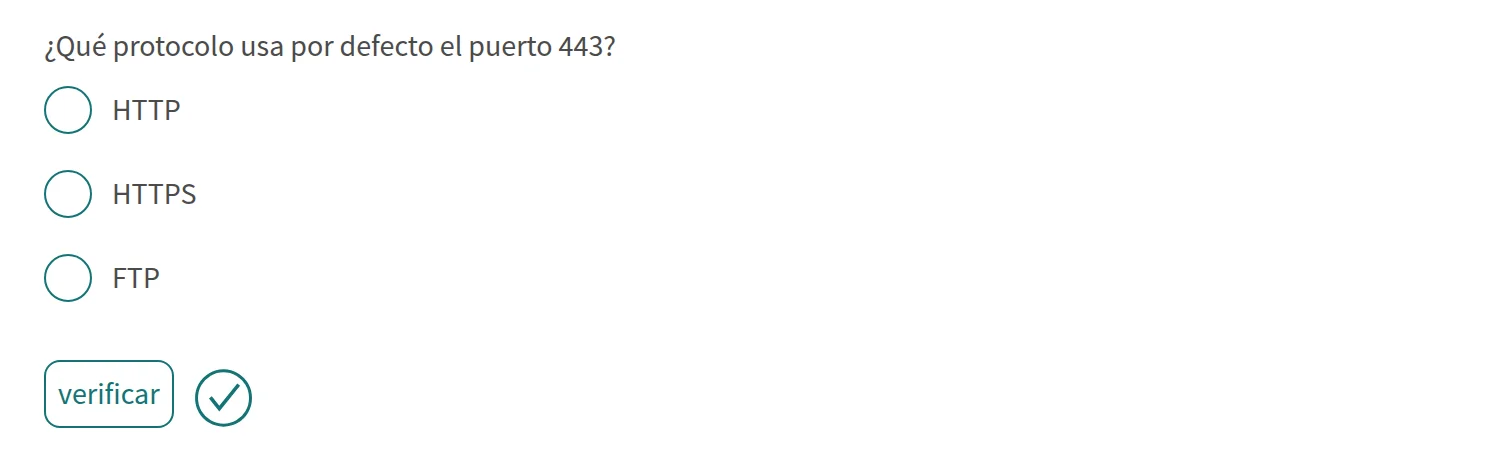 ¿Qué protocolo usa por defecto el puerto 443?
HTTP
HTTPS
FTP
verificar